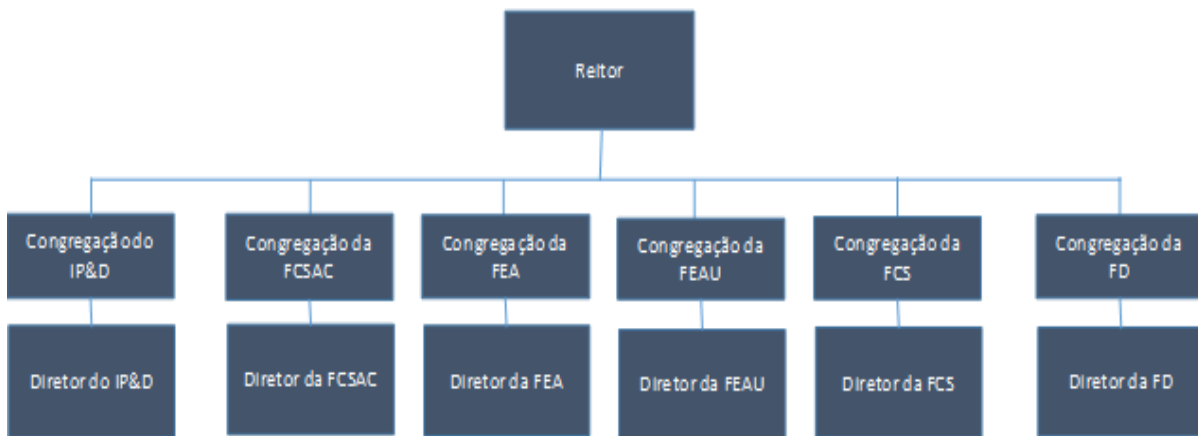 Reitor
Congregação do
IP&D
Congregação da
FCSAC
Congregação da
FEA
Congregação da
FEAU
Congregação da
FCS
Congregação da
FD
Diretor do IP&D
Diretor da FCSAC
Diretor da FEA
Diretor da FEAU
Diretor da FCS
Diretor da FD